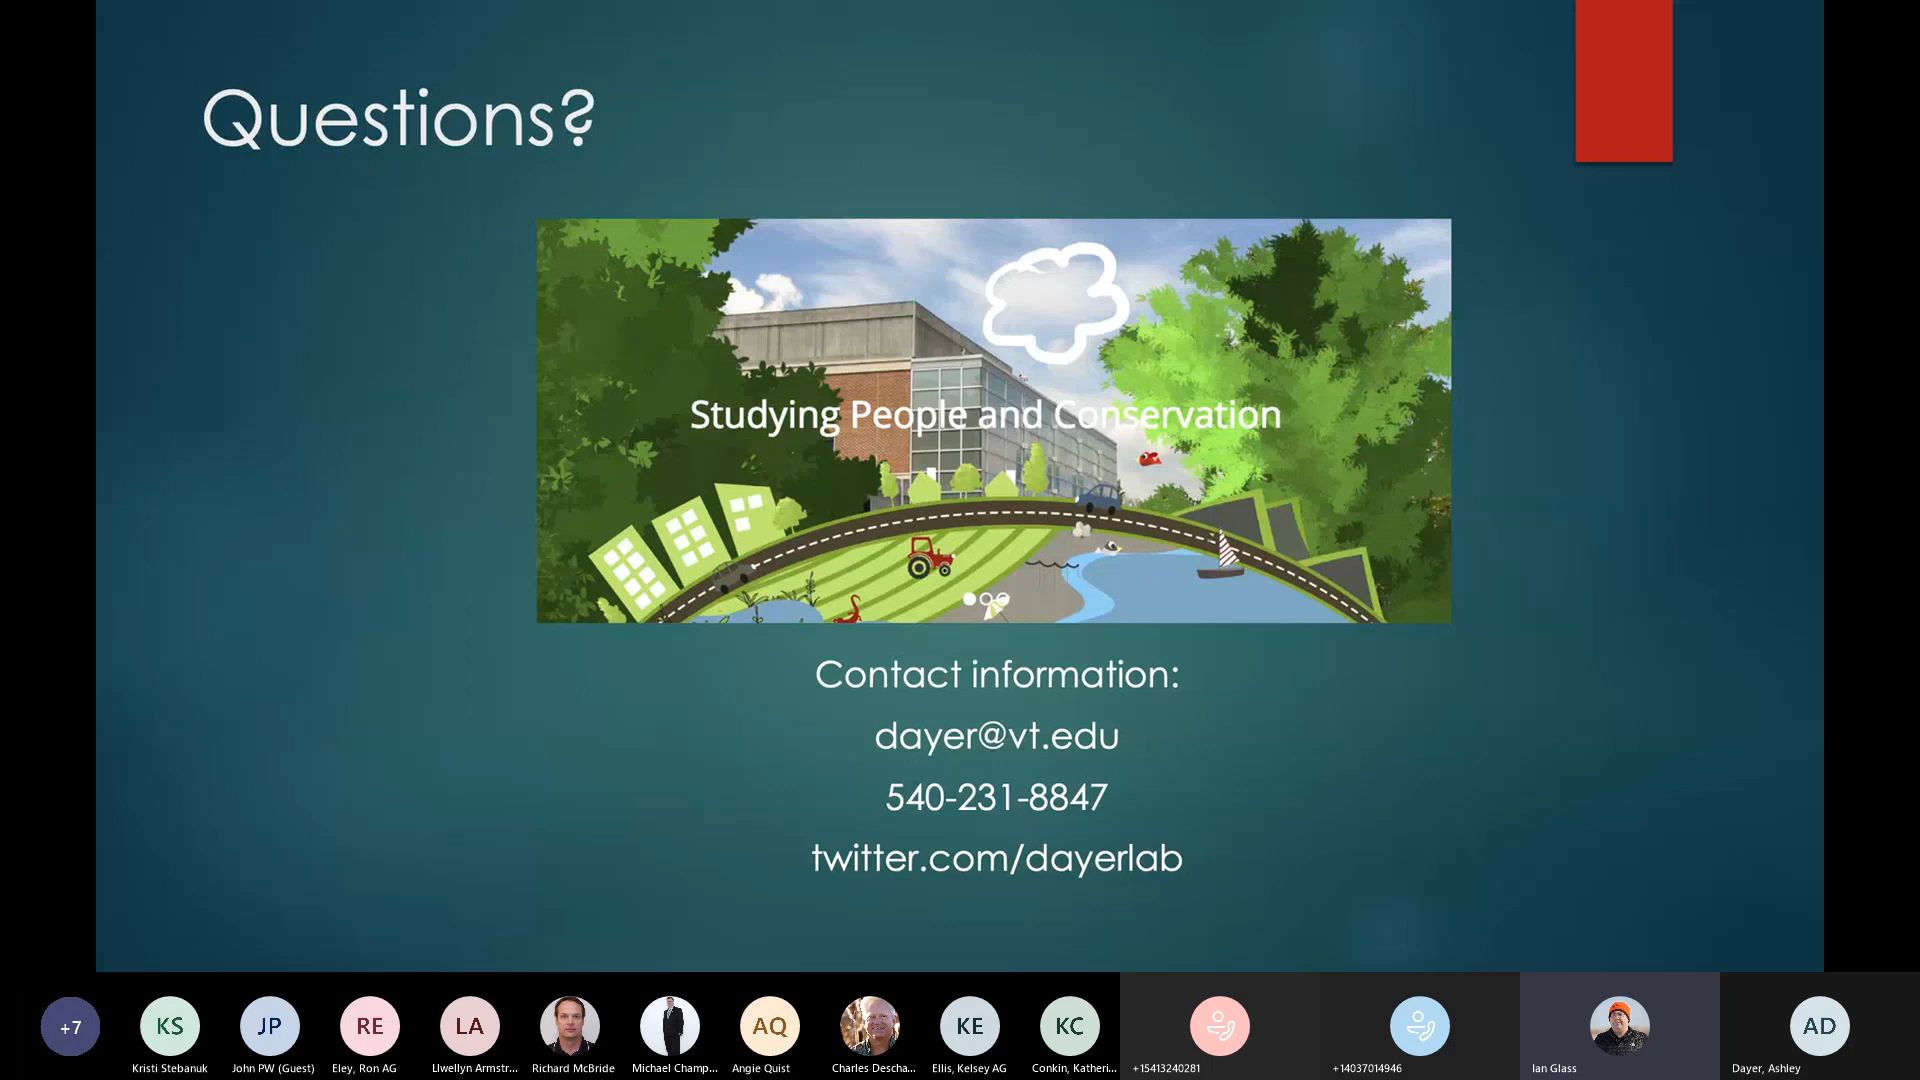 Questions?
Studying People and Conservation
Contact information:
dayer@vt.edu
540-231-8847
twitter.com/dayerlab
+7
KS
JP
RE
LA
AQ
KE
KC
AD
Kristi Stebanuk
John PW (Guest)
Eley, Ron AG
Llwellyn Armstr...
Richard McBride
Michael Champ...
Angie Quist
Charles Descha...
Ellis, Kelsey AG
Conkin, Katheri...
+15413240281
+14037014946
Ian Glass
Dayer, Ashley